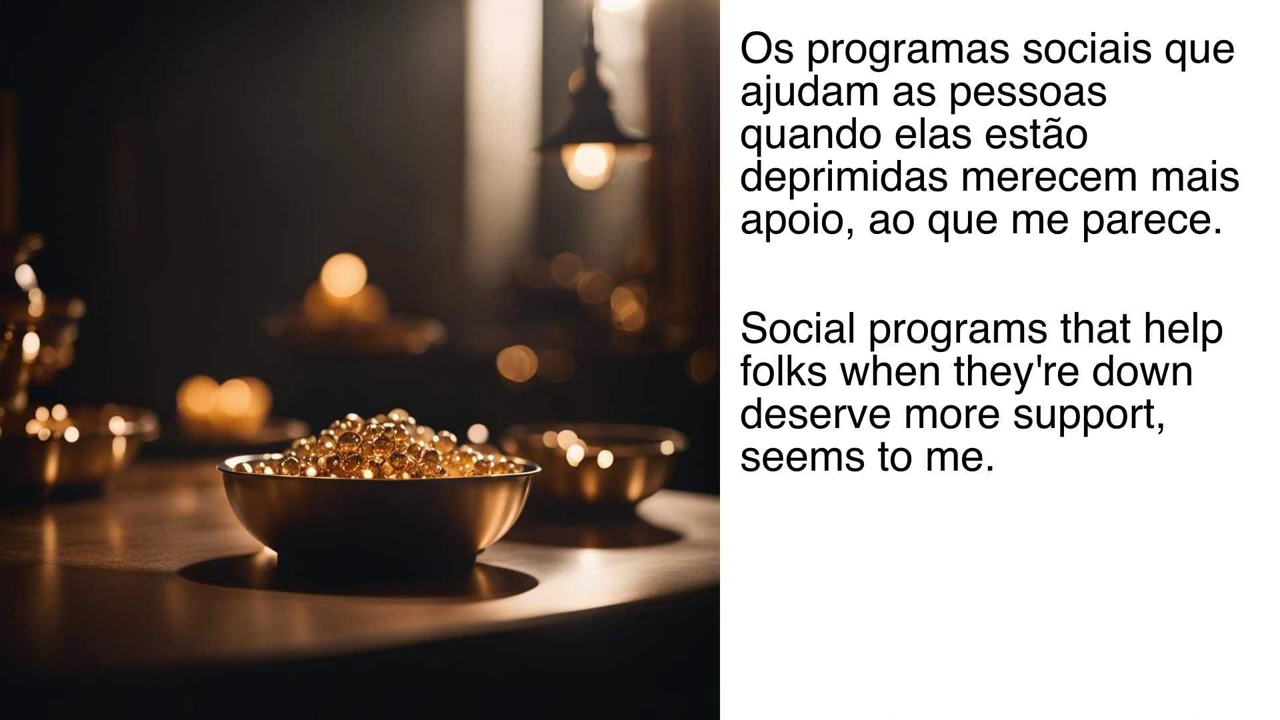 Os programas sociais que
ajudam as pessoas
quando elas estão
deprimidas merecem mais
apoio, ao que me parece.
Social programs that help
folks when they're down
deserve more support,
seems to me.